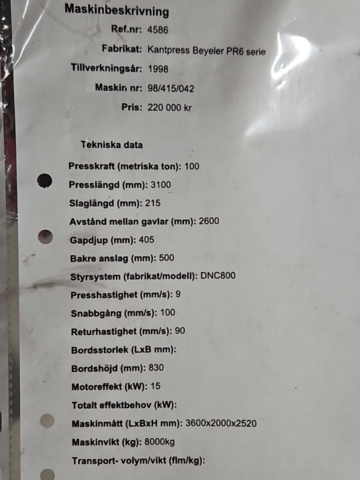 Maskinbeskrivning
Ref.nr: 4586
Fabrikat: Kantpress Beyeler PR6 serie
Tillverkningsår: 1998
Maskin nr: 98/415/042
Pris: 220 000 kr
Tekniska data
Presskraft (metriska ton): 100
Presslängd (mm): 3100
Slaglängd (mm): 215
Avstånd mellan gavlar (mm): 2600
Gapdjup (mm): 405
Bakre anslag (mm): 500
Styrsystem (fabrikat/modell): DNC800
Presshastighet (mm/s): 9
Snabbgång (mm/s): 100
Returhastighet (mm/s): 90
Bordsstorlek (LxB mm):
Bordshöjd (mm): 830
Motoreffekt (kW): 15
Totalt effektbehov (kW):
Maskinmått (LxBxH mm): 3600x2000x2520
Maskinvikt (kg): 8000kg
Transport- volym/vikt (flm/kg):